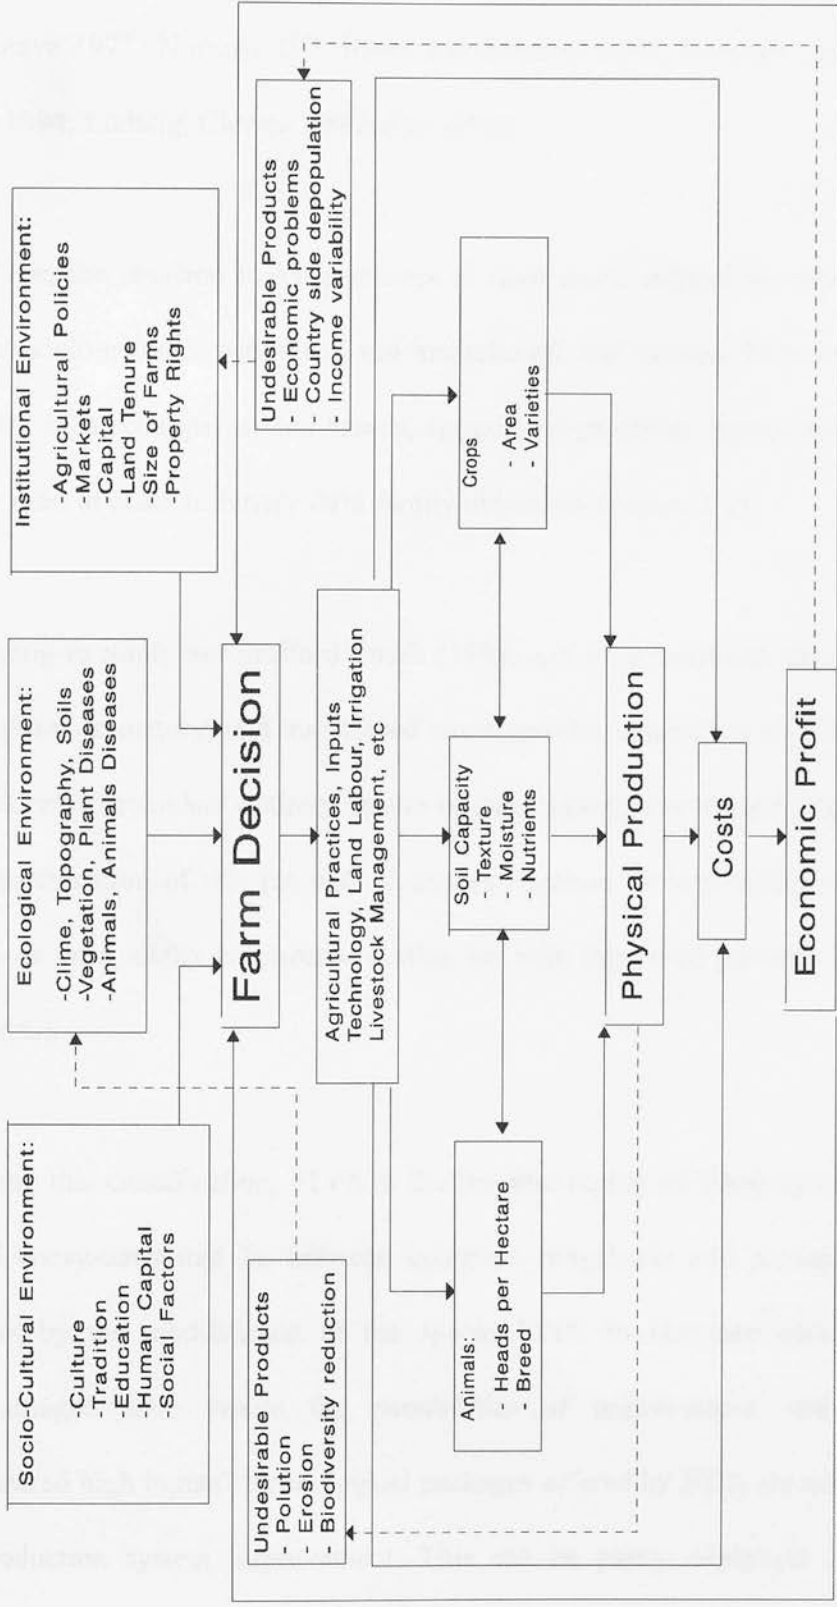 Socio-Cultural Environment:
-Culture
-Tradition
-Education
-Human Capital
-Social Facts
Ecological Environment:
-Clime, Topography, Soils
-Vegetation, Plant Diseases
-Animals, Animals Diseases
Institutional Environment:
-Agricultural Policies
-Markets
-Capital
-Land Tenure
-Size of Farms
-Property Rights
Undesirable Products
- Polution
- Erosion
- Biodiversity reduction
Farm Decision
Undesirable Products
- Economic problems
- Country side depopulation
- Income variability
Agricultural Practices, Inputs
Technology, Land Labour, Irrigation
Livestock Management, etc
Animals::
- Heads per Hectare
- Breed
Soil Capacity
- Texture
- Moisture
- Nutrients
Crops
- Area
- Varieties
Physical Production
Costs
Economic Profit